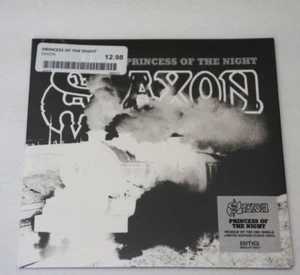 PRINCESS OF THE NIGHT
SAXON
12.98
PRINCESS OF THE NIGHT
SAXON
SAXON
PRINCESS OF
THE NIGHT
REISSUE OF THE 1981 SINGLE
LIMITED EDITION CLEAR VINYL
BMG